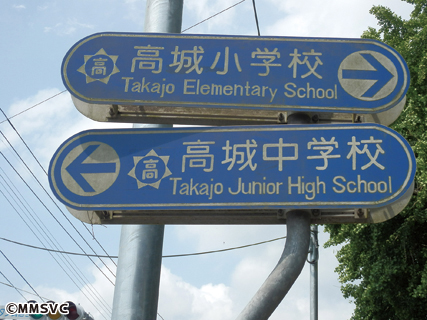 高 高城小学校
Takajo Elementary School
高 高城中学校
Takajo Junior High School
©MMSVC